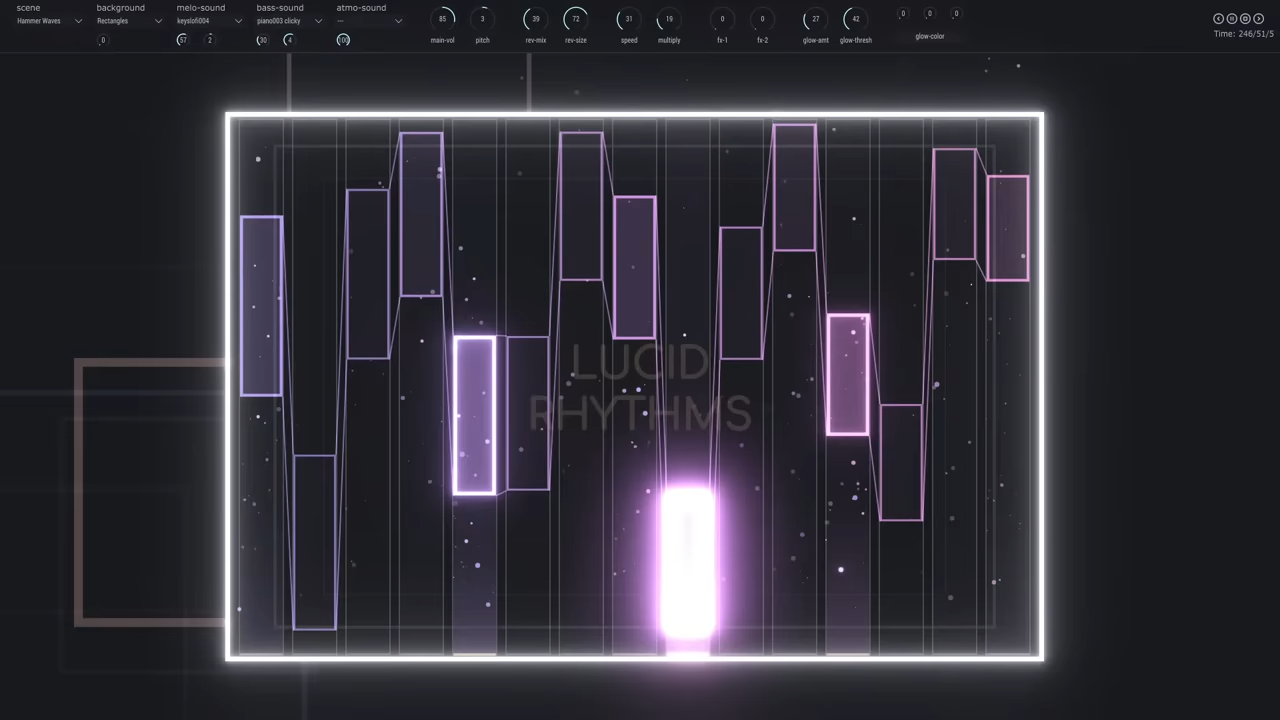 scene background melo-sound bass-sound atmo-sound
Hammer Waves Rectangles keyslofi004 piano003 clicky ---
0 57 2 30 4 100
85 3 39 72 31 19 0 0 27 42 0 0 0
main-vol pitch rev-mix rev-size speed multiply fx-1 fx-2 glow-amt glow-thresh glow-color
Time: 246/51/5
LUCID
RHYTHMS